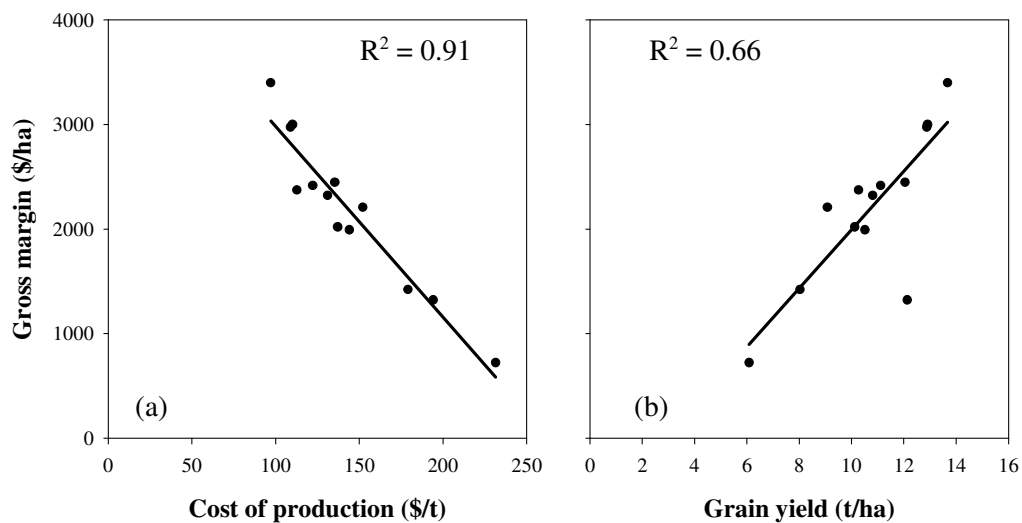 4000
3000
2000
1000
0
Gross margin ($/ha)
R² = 0.91
(a)
0 100 150 200 250
Cost of production ($/t)
R² = 0.66
(b)
0 2 4 6 8 10 12 14 16
Grain yield (t/ha)